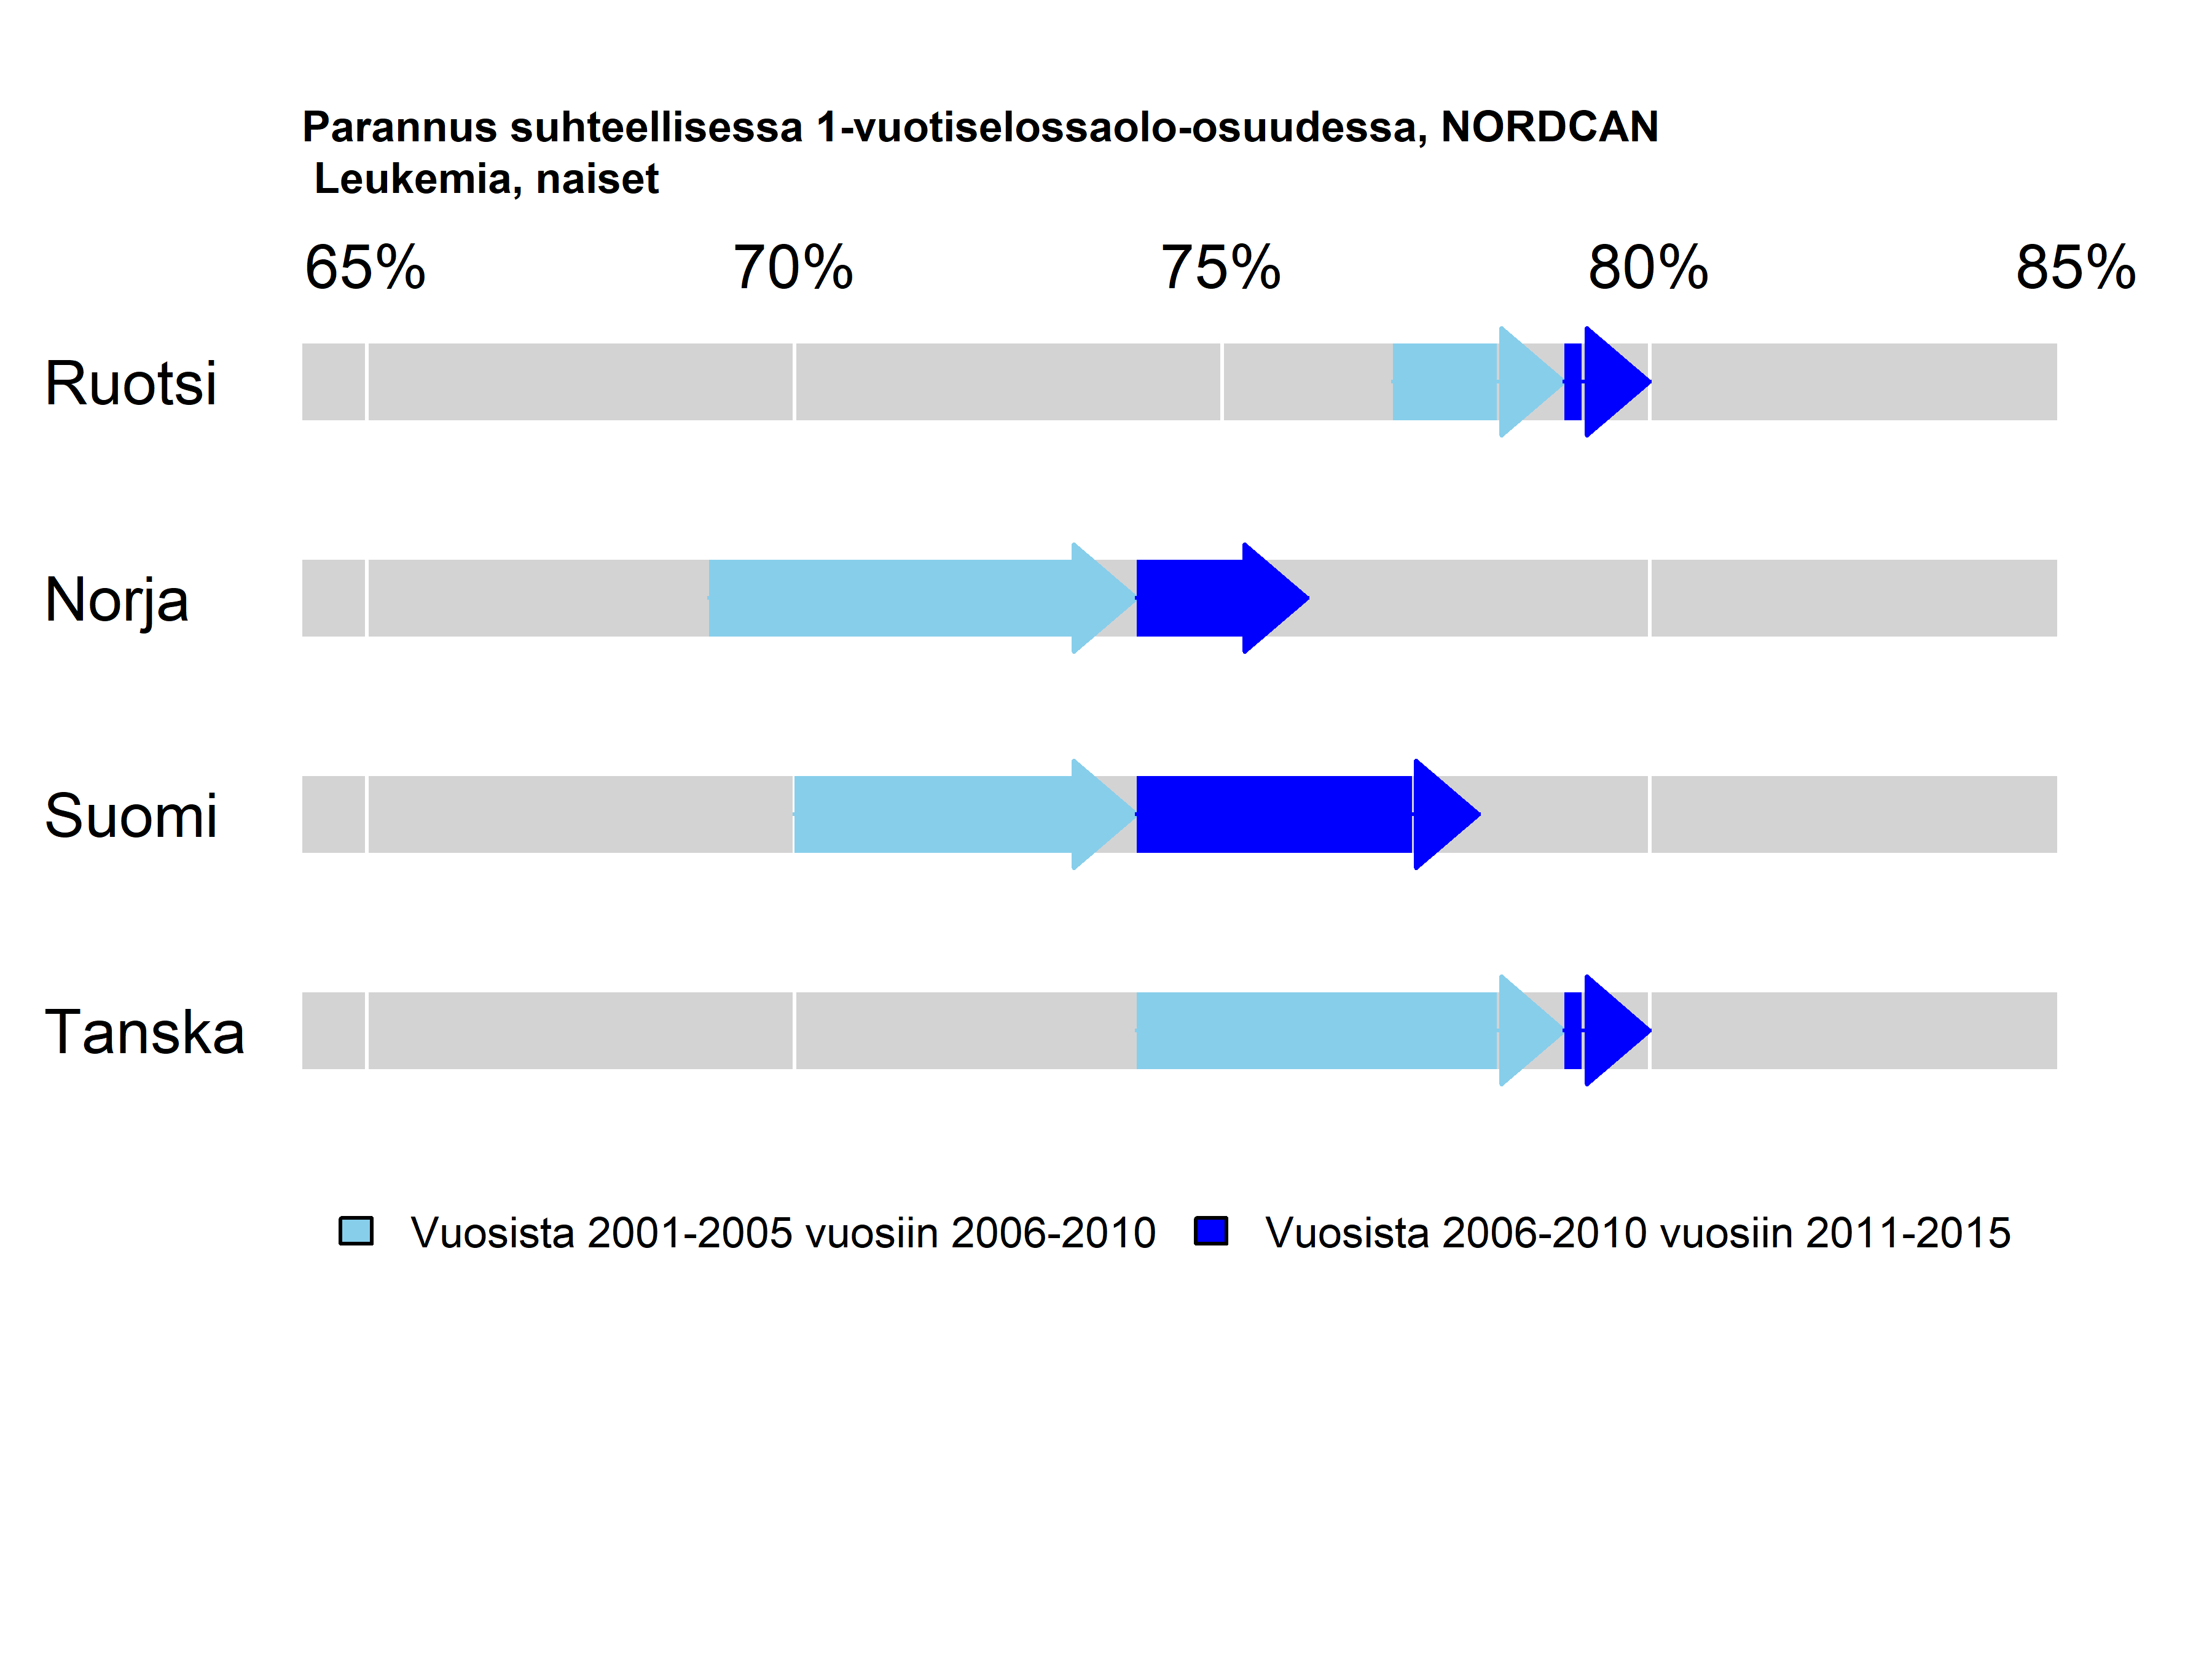 Parannus suhteellisessa 1-vuotiselossaolo-osuudessa, NORDCAN
Leukemia, naiset
65% 70% 75% 80% 85%
Ruotsi
Norja
Suomi
Tanska
Vuosista 2001-2005 vuosiin 2006-2010 Vuosista 2006-2010 vuosiin 2011-2015